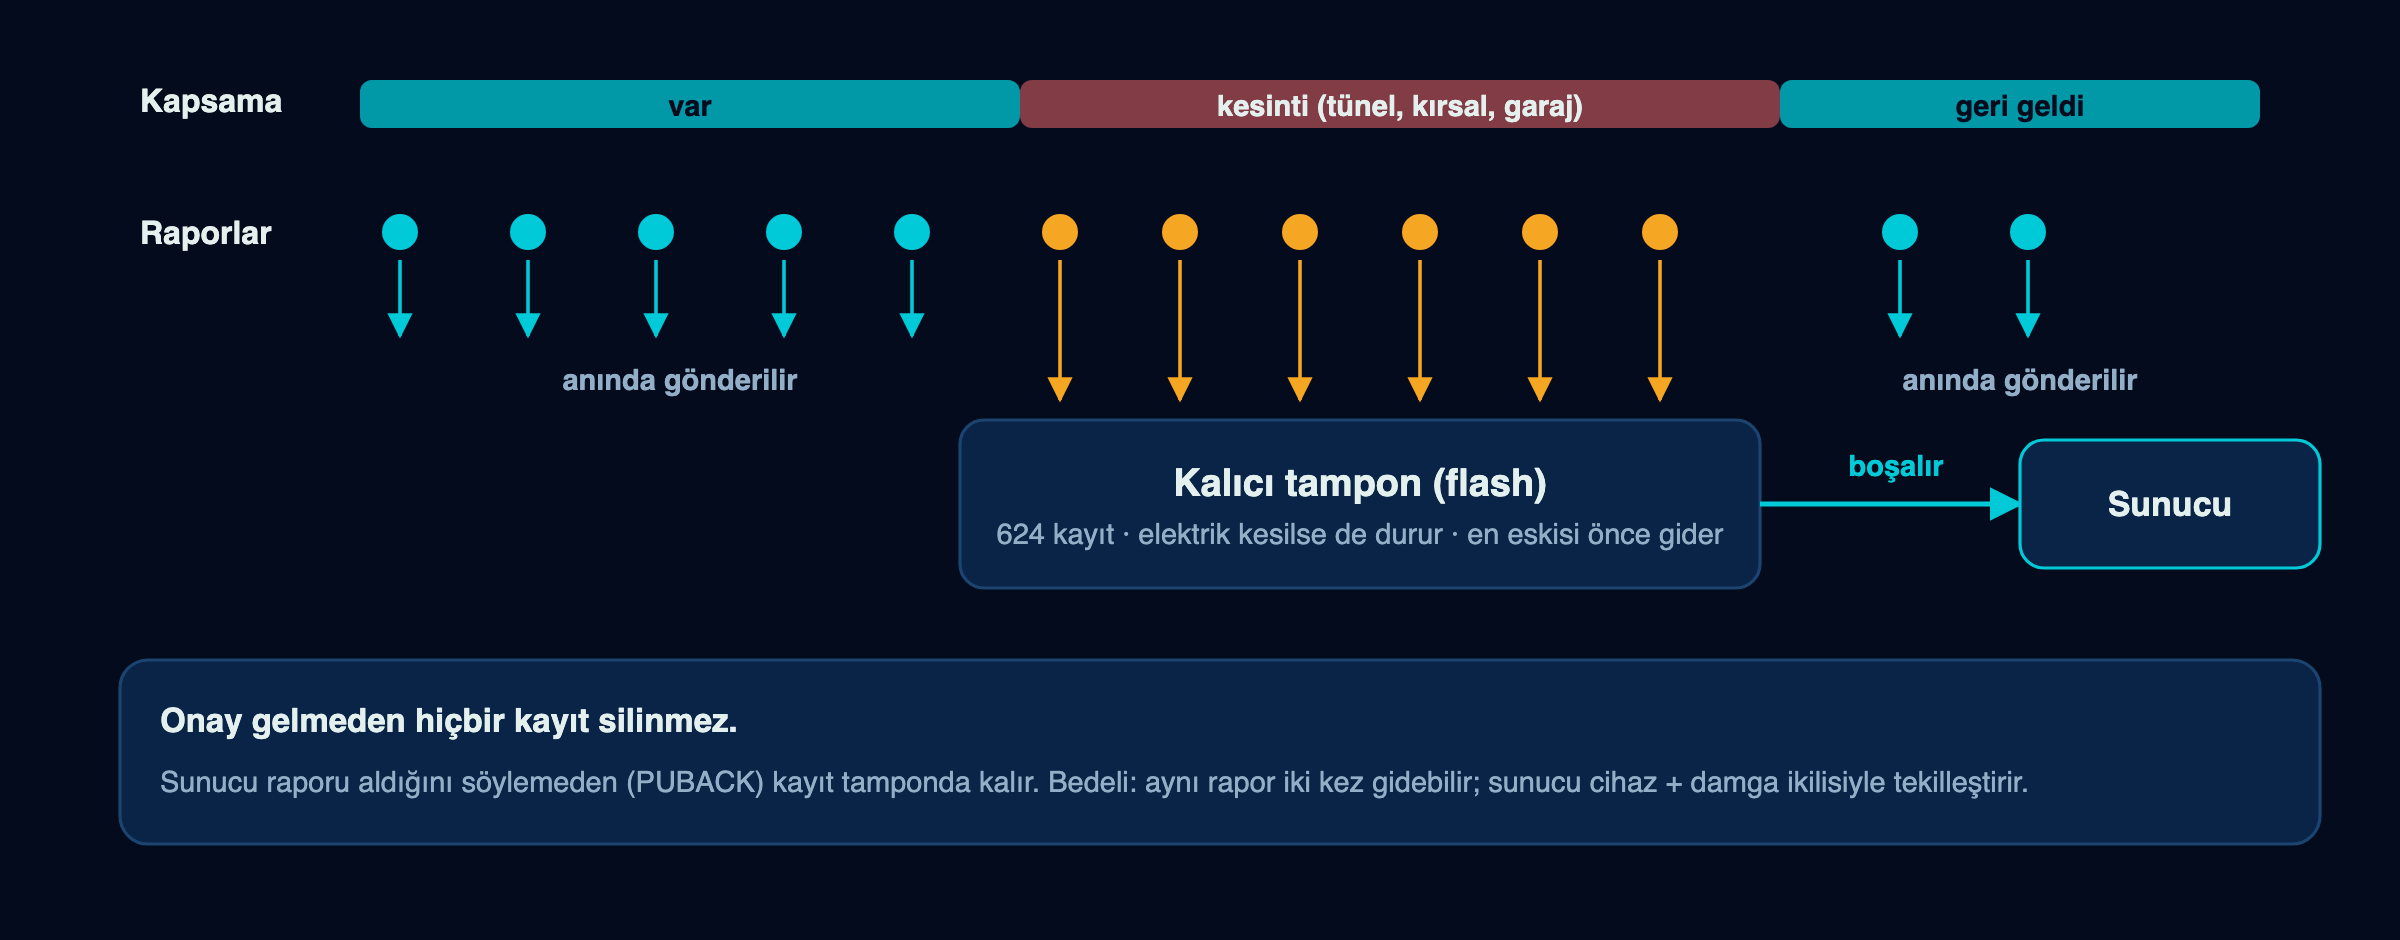 Kapsama
var
kesinti (tünel, kırsal, garaj)
geri geldi
Raporlar
anında gönderilir
anında gönderilir
Kalıcı tampon (flash)
624 kayıt · elektrik kesilse de durur · en eskisi önce gider
boşalır
Sunucu
Onay gelmeden hiçbir kayıt silinmez.
Sunucu raporu aldığını söylemeden (PUBACK) kayıt tamponda kalır. Bedeli: aynı rapor iki kez gidebilir; sunucu cihaz + damga ikilisiyle tekilleştirir.